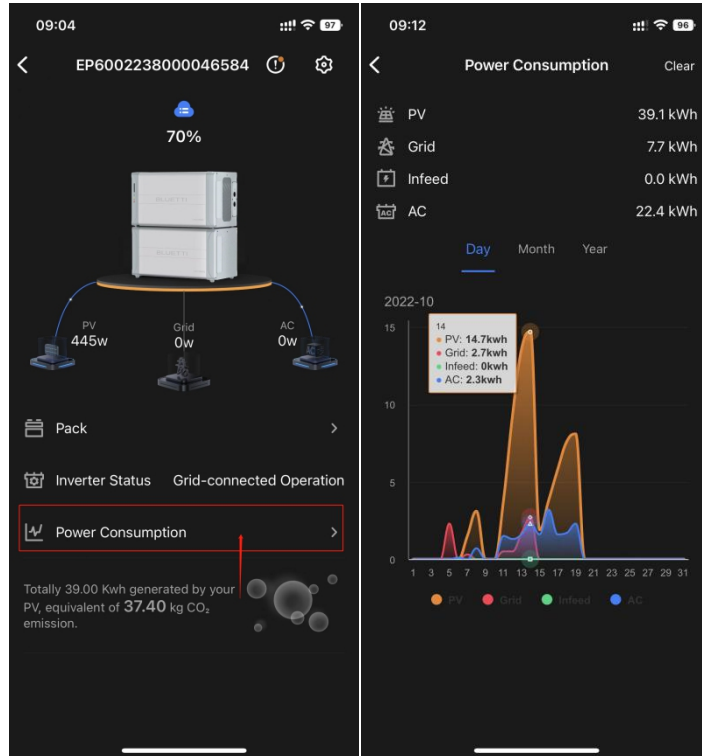 09:04
97
EP6002238000046584
70%
BLUETTI
BLUETTI
PV
445w
Grid
0w
AC
0w
Pack
Inverter Status Grid-connected Operation
Power Consumption
Totally 39.00 Kwh generated by your
PV, equivalent of 37.40 kg CO₂
emission.
09:12
96
Power Consumption Clear
PV 39.1 kWh
Grid 7.7 kWh
Infeed 0.0 kWh
AC AC 22.4 kWh
Day Month Year
2022-10
14
PV: 14.7kwh
Grid: 2.7kwh
Infeed: 0kwh
AC: 2.3kwh
15
10
5
0
1 3 5 7 9 11 13 15 17 19 21 23 25 27 29 31
PV Grid Infeed AC